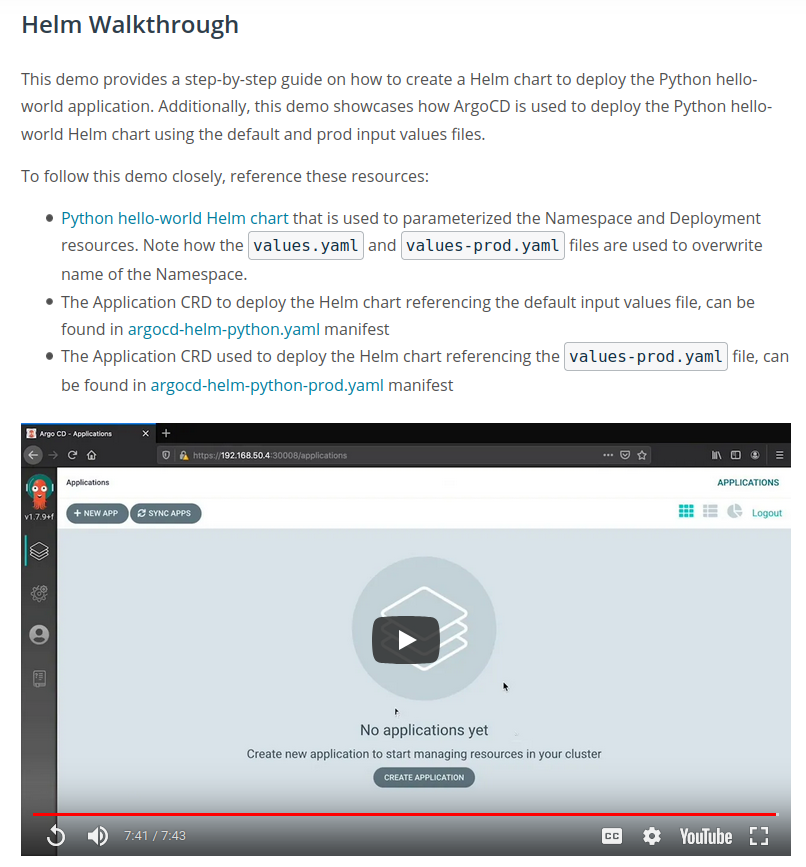 Helm Walkthrough
This demo provides a step-by-step guide on how to create a Helm chart to deploy the Python hello-
world application. Additionally, this demo showcases how ArgoCD is used to deploy the Python hello-
world Helm chart using the default and prod input values files.
To follow this demo closely, reference these resources:
Python hello-world Helm chart that is used to parameterized the Namespace and Deployment
resources. Note how the values.yaml and values-prod.yaml files are used to overwrite
name of the Namespace.
The Application CRD to deploy the Helm chart referencing the default input values file, can be
found in argocd-helm-python.yaml manifest
The Application CRD used to deploy the Helm chart referencing the values-prod.yaml file, can
be found in argocd-helm-python-prod.yaml manifest
Argo CD - Applications
https://192.168.50.4:30008/applications
Applications APPLICATIONS
v1.7.9+f
+ NEW APP SYNC APPS Logout
No applications yet
Create new application to start managing resources in your cluster
CREATE APPLICATION
7:41 / 7:43 CC YouTube